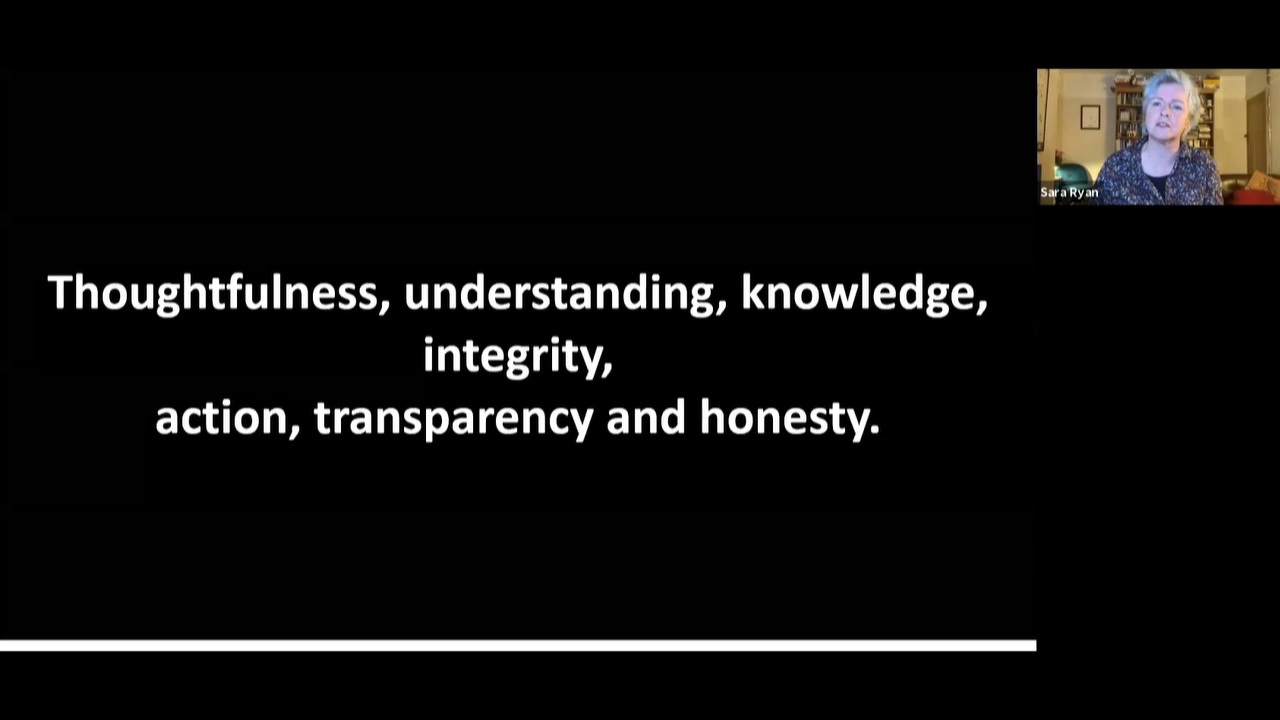 Thoughtfulness, understanding, knowledge,
integrity,
action, transparency and honesty.
Sara Ryan